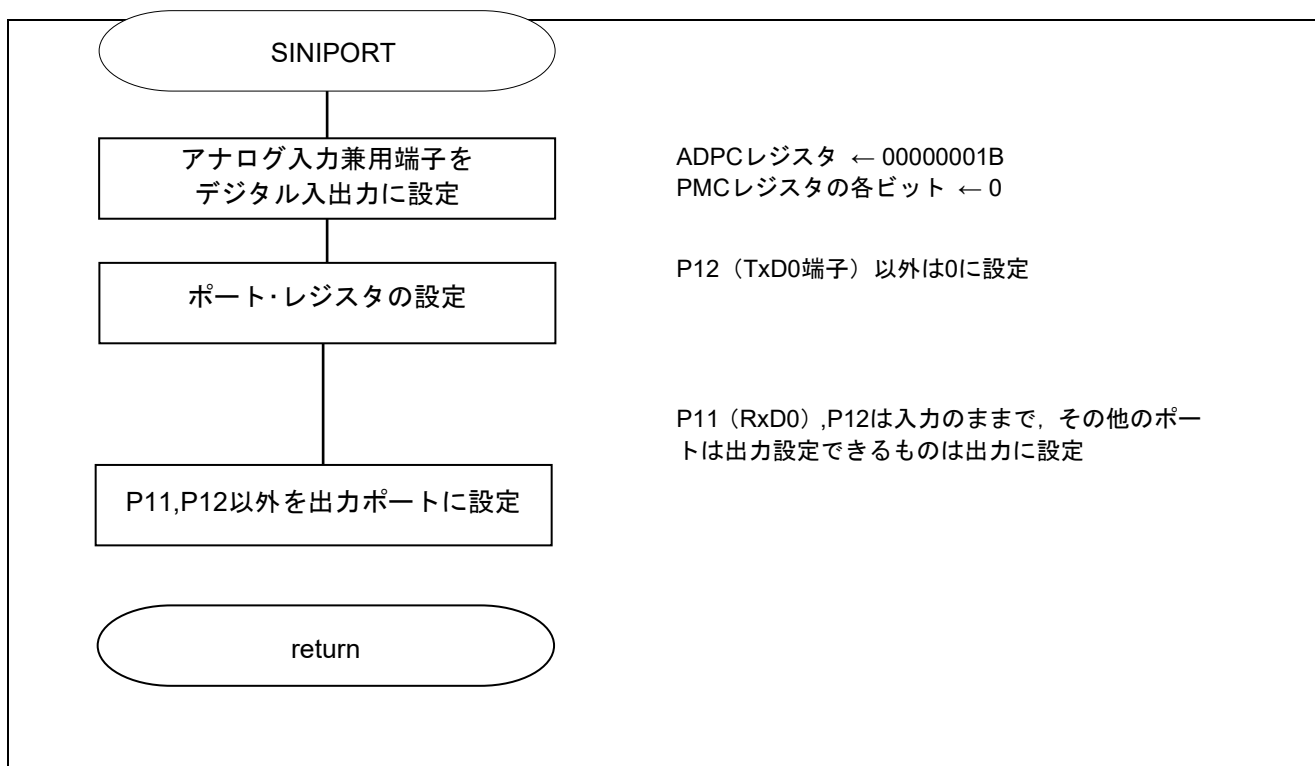 SINIPORT
アナログ入力兼用端子を
デジタル入出力に設定
ADPCレジスタ ← 00000001B
PMCレジスタの各ビット ← 0
ポート・レジスタの設定
P12（TxD0端子）以外は0に設定
P11（RxD0）,P12は入力のままで，その他のポー
トは出力設定できるものは出力に設定
P11,P12以外を出力ポートに設定
return